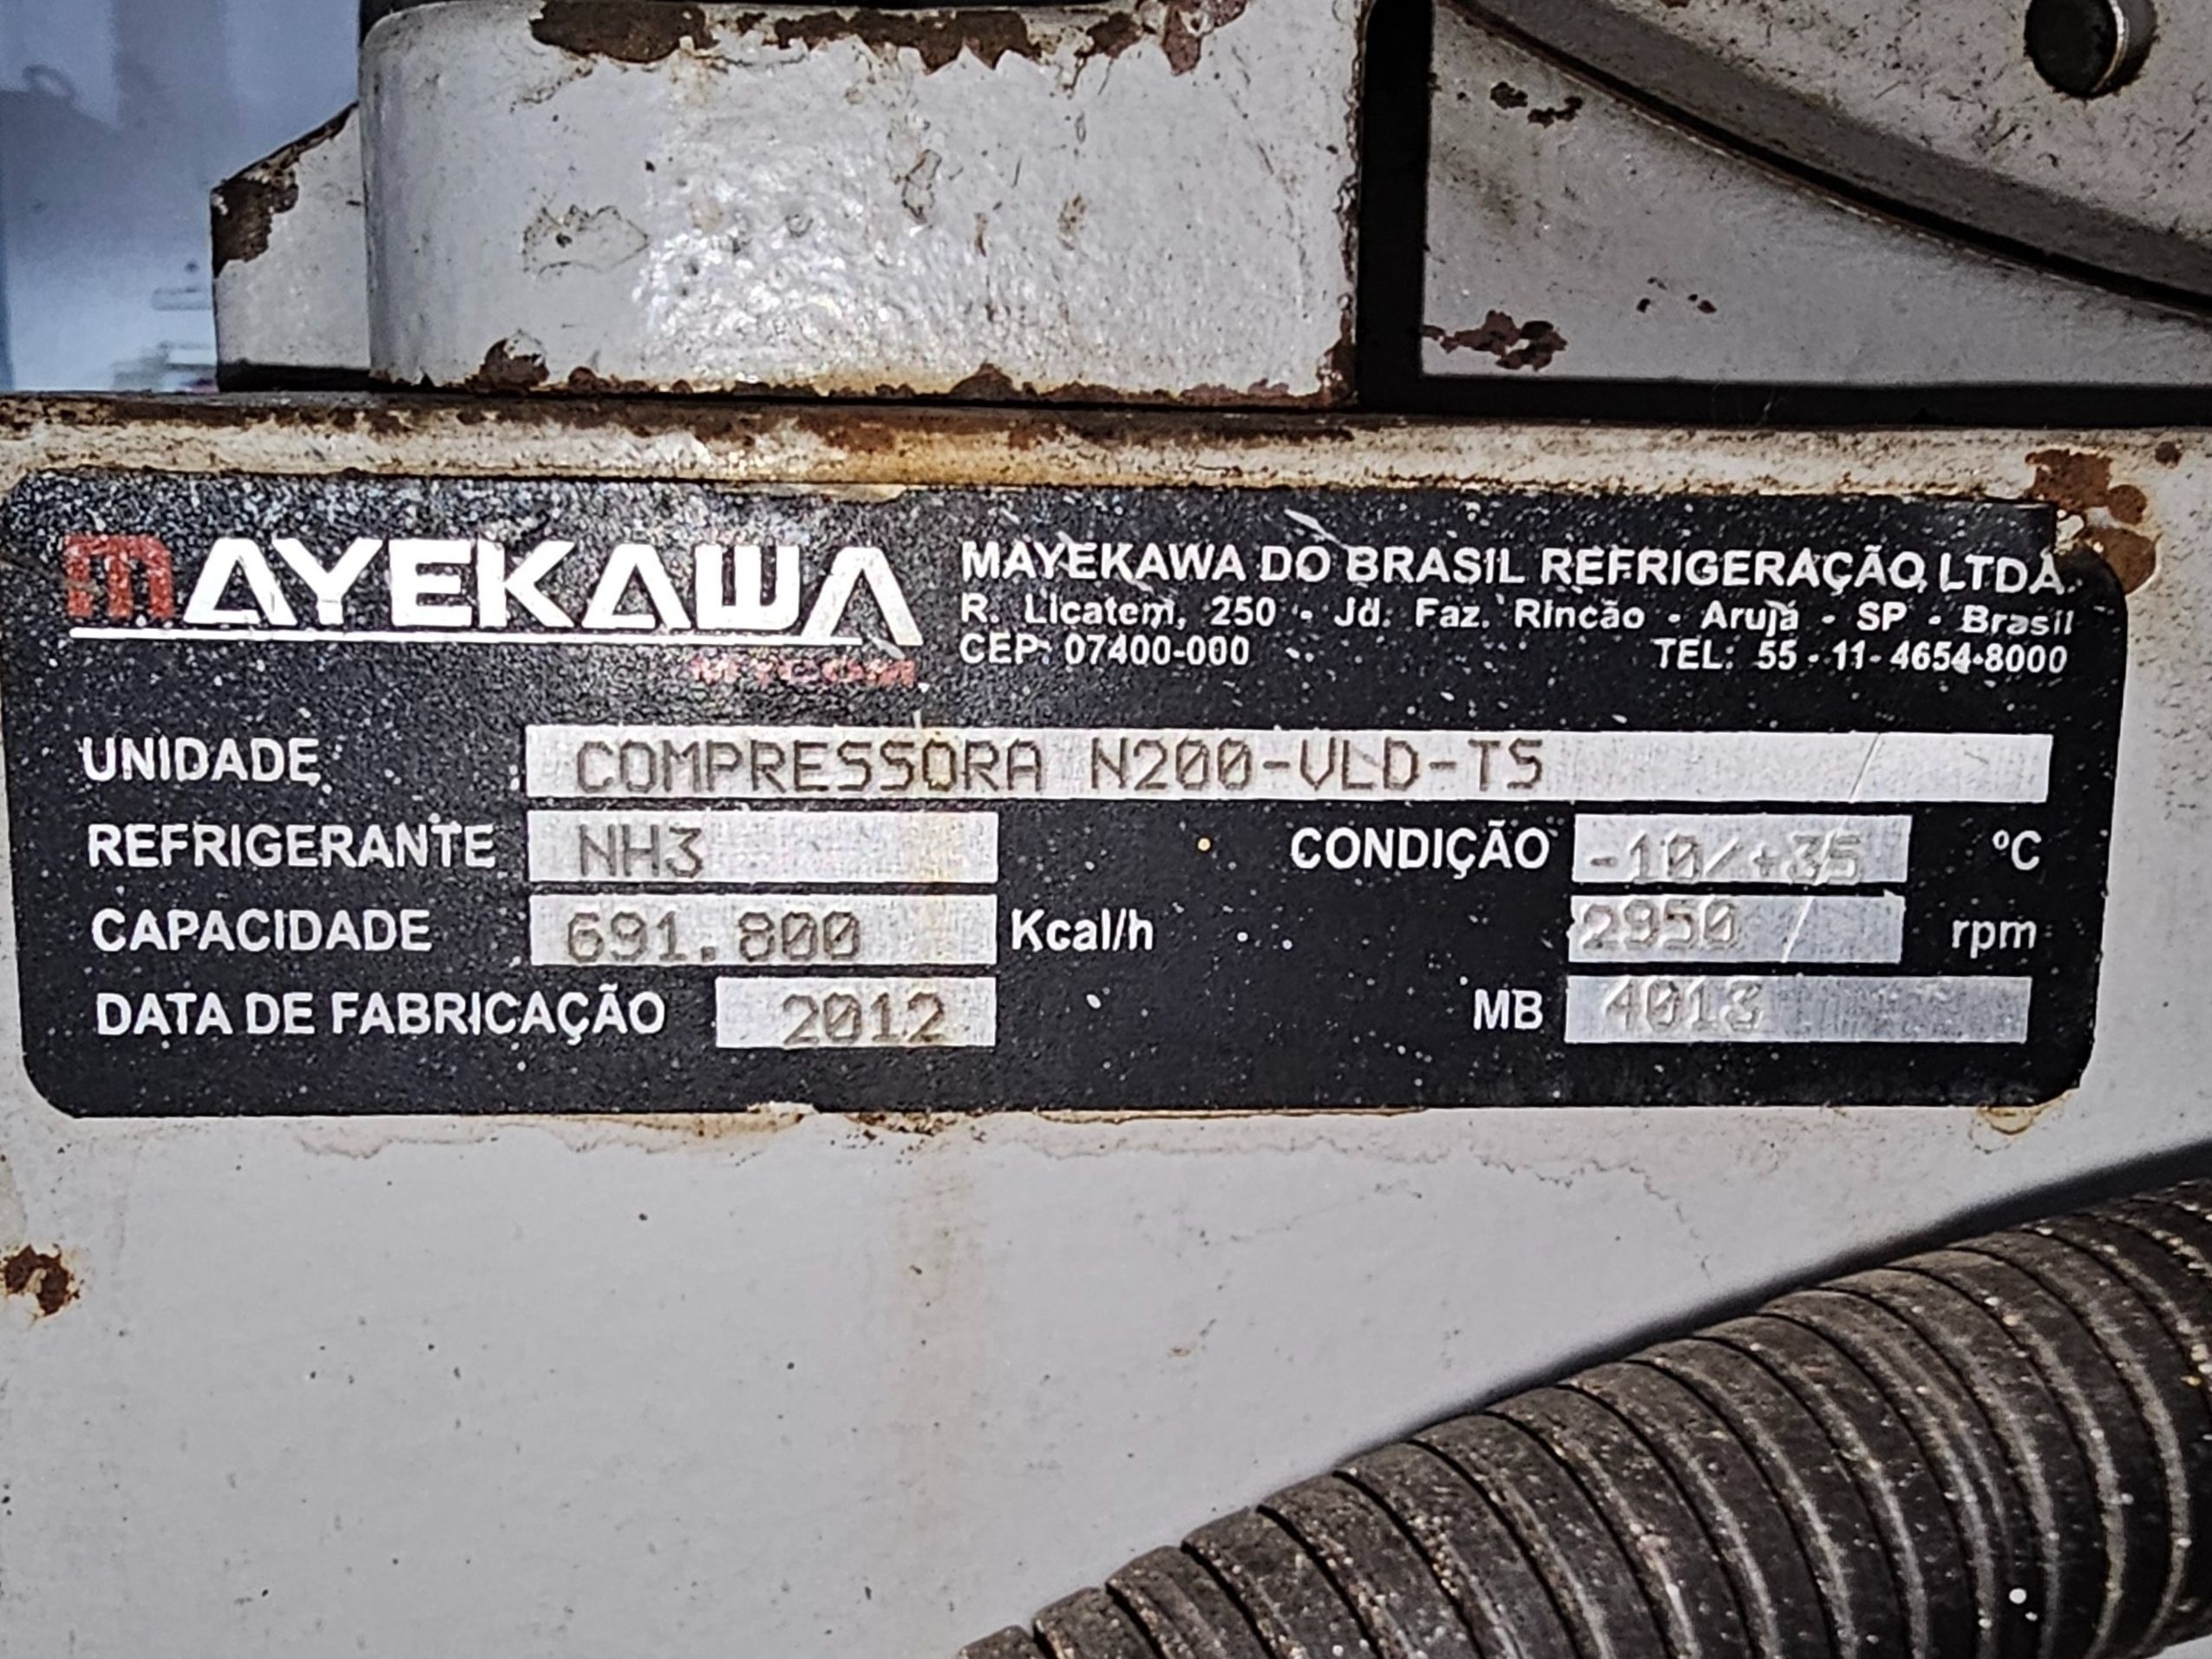 MAYEKAWA
MYCOM
MAYEKAWA DO BRASIL REFRIGERAÇÃO LTDA.
R. Licatem, 250 - Jd. Faz. Rincão - Arujá - SP - Brasil
CEP: 07400-000 TEL: 55-11-4654-8000
UNIDADE COMPRESSORA N200-VLD-TS
REFRIGERANTE NH3 CONDIÇÃO -10/+35 ºC
CAPACIDADE 691.800 Kcal/h 2950 rpm
DATA DE FABRICAÇÃO 2012 MB 4013